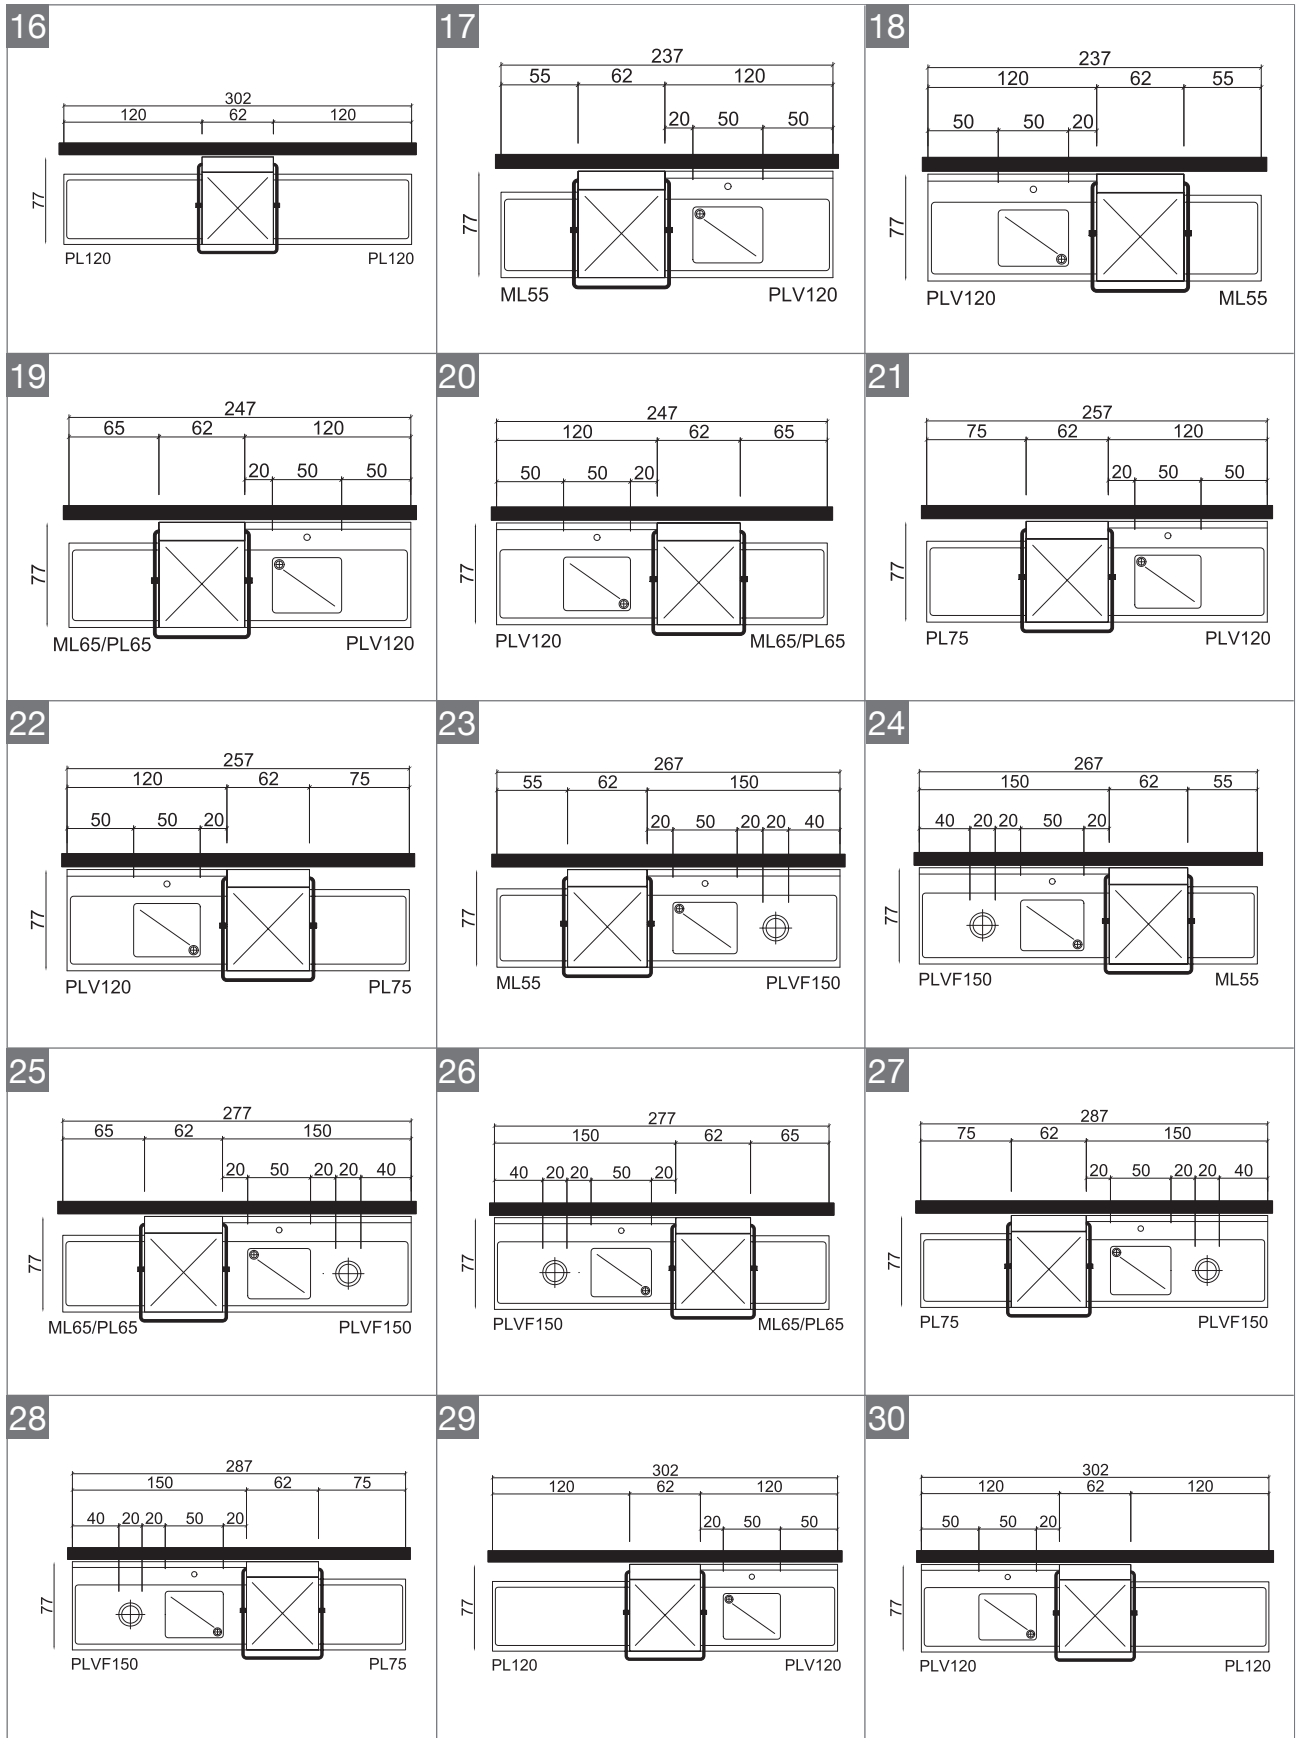 16
302
120 62 120
77
PL120 PL120
17
237
55 62 120
20 50 50
77
ML55 PLV120
18
237
120 62 55
50 50 20
77
PLV120 ML55
19
247
65 62 120
20 50 50
77
ML65/PL65 PLV120
20
247
120 62 65
50 50 20
77
PLV120 ML65/PL65
21
257
75 62 120
20 50 50
77
PL75 PLV120
22
257
120 62 75
50 50 20
77
PLV120 PL75
23
267
55 62 150
20 50 20 20 40
77
ML55 PLVF150
24
267
150 62 55
40 20 20 50 20
77
PLVF150 ML55
25
277
65 62 150
20 50 20 20 40
77
ML65/PL65 PLVF150
26
277
150 62 65
40 20 20 50 20
77
PLVF150 ML65/PL65
27
287
75 62 150
20 50 20 20 40
77
PL75 PLVF150
28
287
150 62 75
40 20 20 50 20
77
PLVF150 PL75
29
302
120 62 120
20 50 50
77
PL120 PLV120
30
302
120 62 120
50 50 20
77
PLV120 PL120